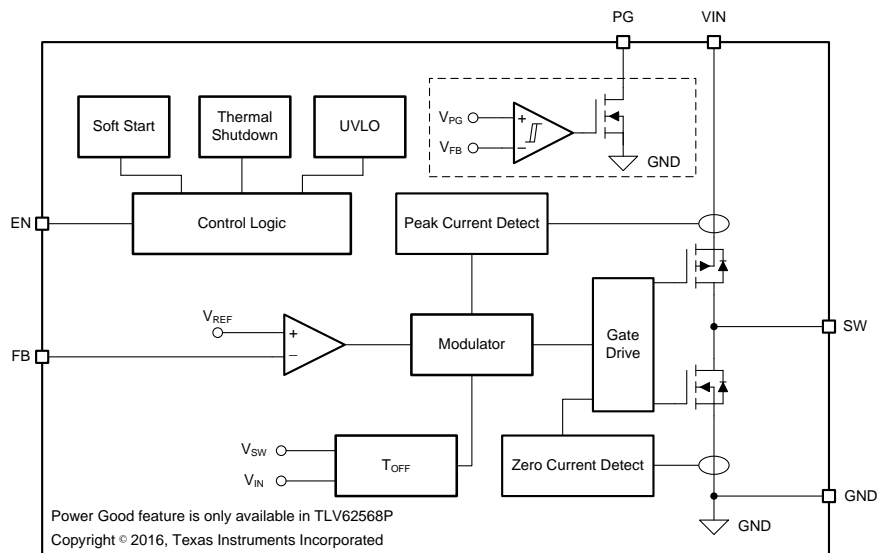 PG
VIN
Soft Start
Thermal
Shutdown
UVLO
VPG
+
VFB
−
GND
EN
Control Logic
Peak Current Detect
VREF
+
−
FB
Modulator
Gate
Drive
SW
VSW
VIN
TOFF
Zero Current Detect
GND
GND
Power Good feature is only available in TLV62568P
Copyright © 2016, Texas Instruments Incorporated